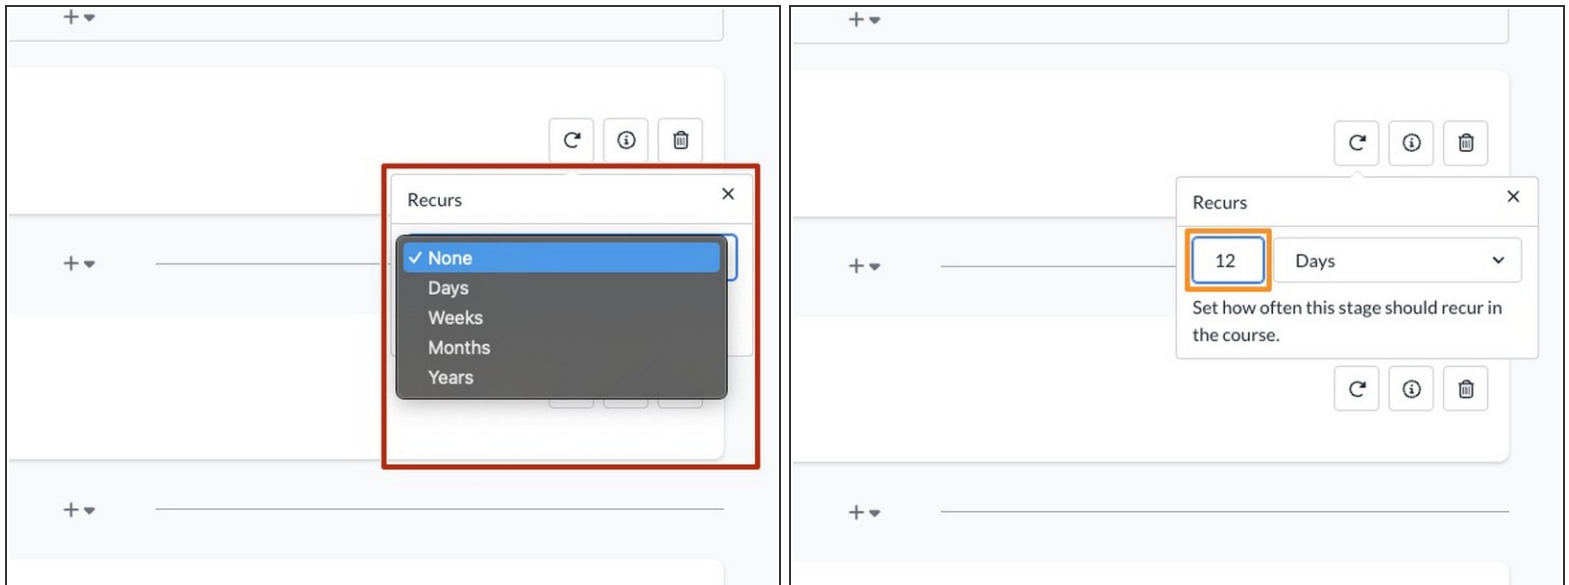 Recurs
None
Days
Weeks
Months
Years
Recurs
12 Days
Set how often this stage should recur in
the course.